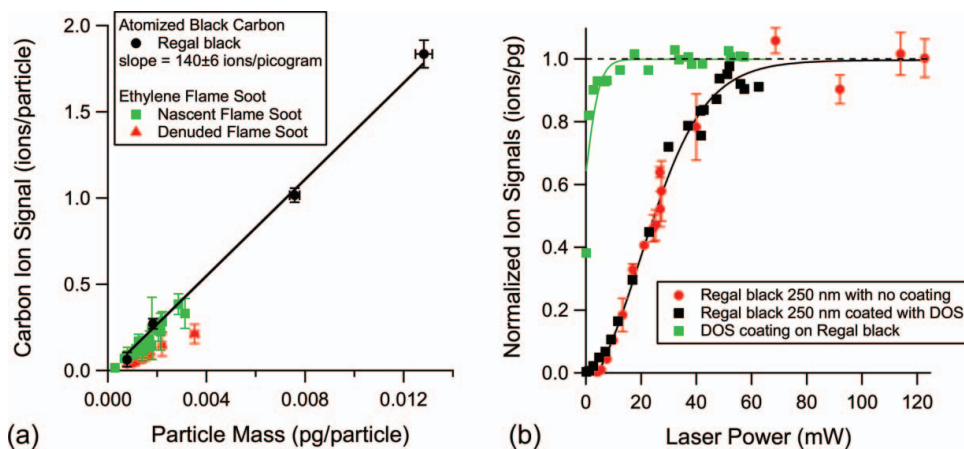 Atomized Black Carbon
Regal black
slope = 140±6 ions/picogram
Ethylene Flame Soot
Nascent Flame Soot
Denuded Flame Soot
Carbon Ion Signal (ions/particle)
2.0
1.5
1.0
0.5
0.0
0.000
0.004
0.008
0.012
Particle Mass (pg/particle)
(a)
Normalized Ion Signals (ions/pg)
1.0
0.8
0.6
0.4
0.2
0.0
Regal black 250 nm with no coating
Regal black 250 nm coated with DOS
DOS coating on Regal black
0
20
40
60
80
100
120
Laser Power (mW)
(b)